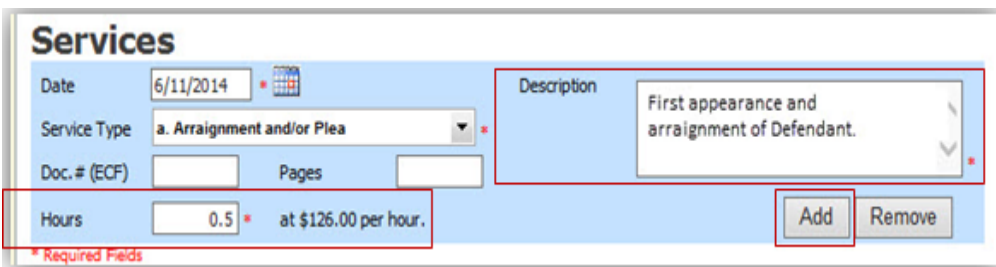 Services
Date 6/11/2014 * Description First appearance and
arraignment of Defendant. *
Service Type a. Arraignment and/or Plea *
Doc. # (ECF) Pages
Hours 0.5 * at $126.00 per hour. Add Remove
* Required Fields